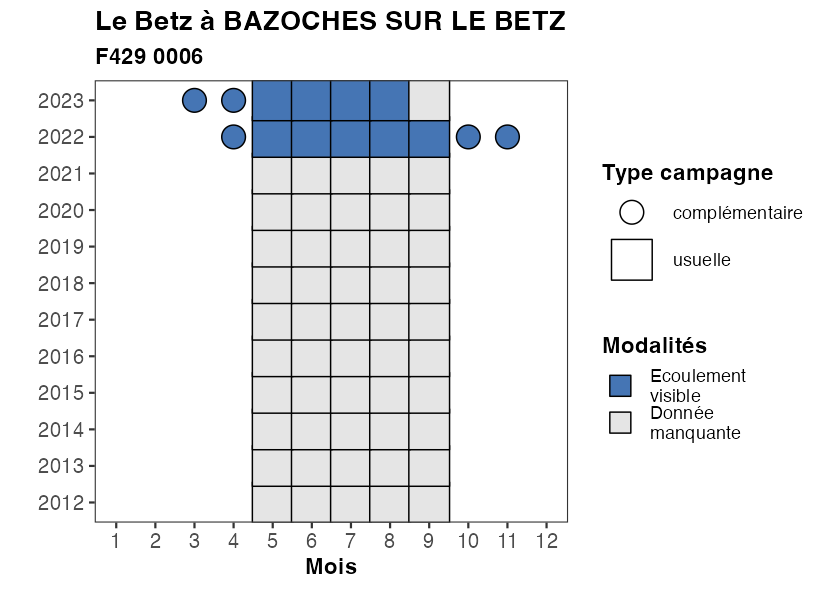 Le Betz à BAZOCHES SUR LE BETZ
F429 0006
2023
2022
2021
2020
2019
2018
2017
2016
2015
2014
2013
2012
1 2 3 4 5 6 7 8 9 10 11 12
Mois
Type campagne
complémentaire
usuelle
Modalités
Ecoulement
visible
Donnée
manquante